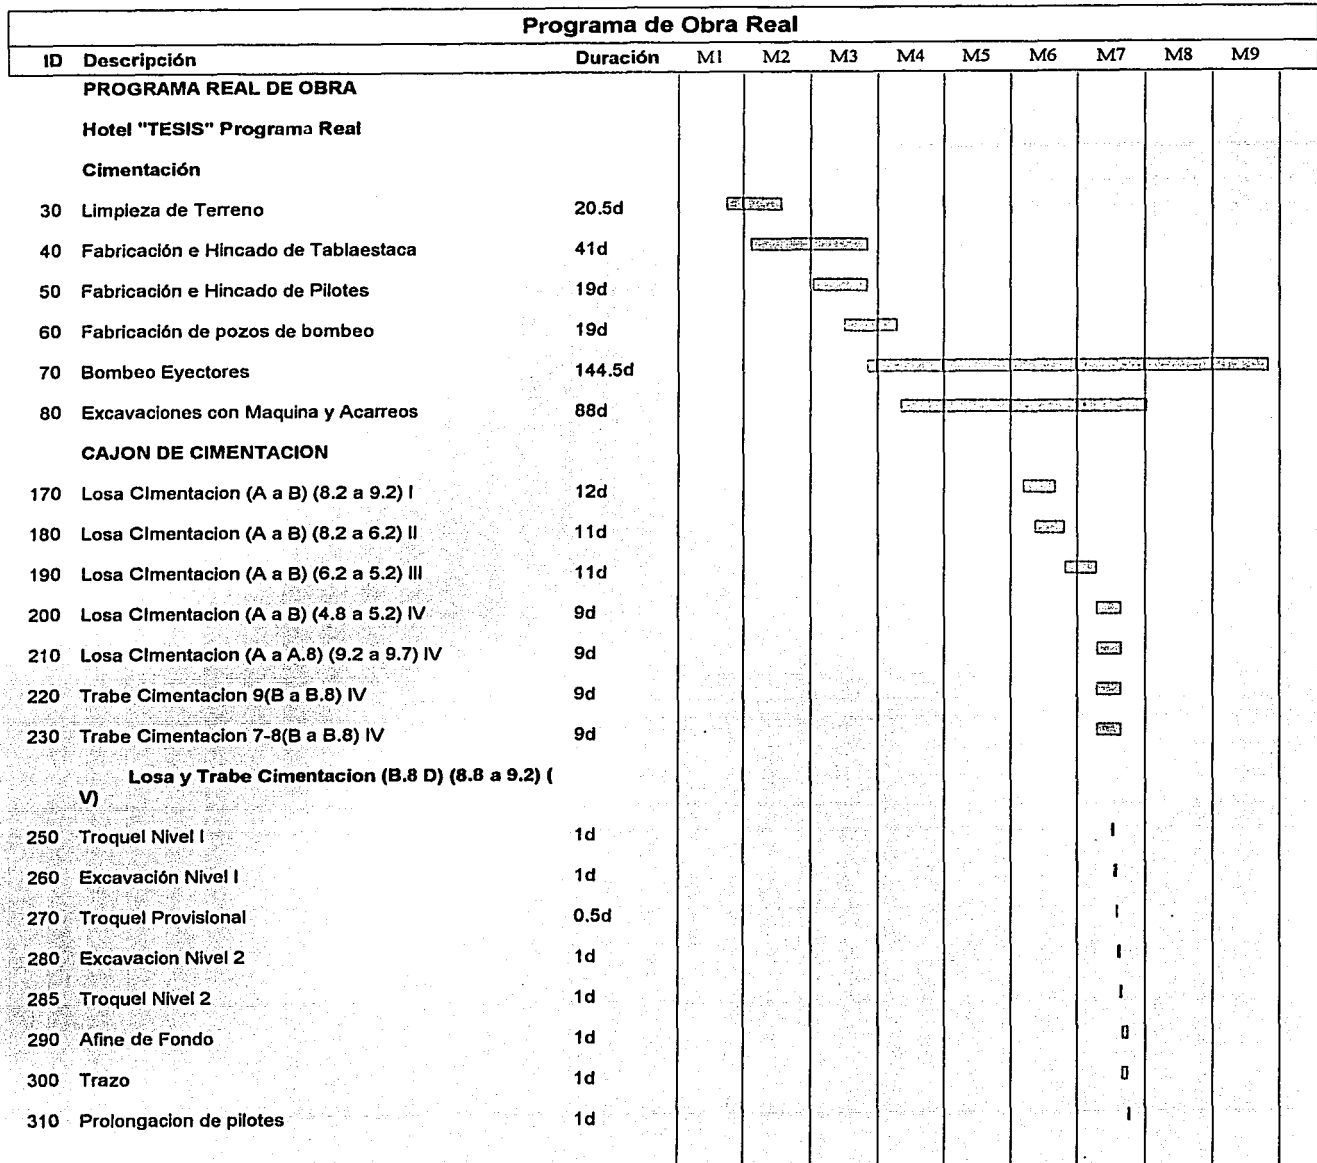 Programa de Obra Real
ID Descripción Duración M1 M2 M3 M4 M5 M6 M7 M8 M9
PROGRAMA REAL DE OBRA
Hotel "TESIS" Programa Real
Cimentación
30 Limpieza de Terreno 20.5d
40 Fabricación e Hincado de Tablaestaca 41d
50 Fabricación e Hincado de Pilotes 19d
60 Fabricación de pozos de bombeo 19d
70 Bombeo Eyectores 144.5d
80 Excavaciones con Maquina y Acarreos 88d
CAJON DE CIMENTACION
170 Losa CImentacion (A a B) (8.2 a 9.2) I 12d
180 Losa CImentacion (A a B) (8.2 a 6.2) II 11d
190 Losa CImentacion (A a B) (6.2 a 5.2) III 11d
200 Losa CImentacion (A a B) (4.8 a 5.2) IV 9d
210 Losa CImentacion (A a A.8) (9.2 a 9.7) IV 9d
220 Trabe Cimentacion 9(B a B.8) IV 9d
230 Trabe Cimentacion 7-8(B a B.8) IV 9d
Losa y Trabe Cimentacion (B.8 D) (8.8 a 9.2) (
V)
250 Troquel Nivel I 1d
260 Excavación Nivel I 1d
270 Troquel Provisional 0.5d
280 Excavacion Nivel 2 1d
285 Troquel Nivel 2 1d
290 Afine de Fondo 1d
300 Trazo 1d
310 Prolongacion de pilotes 1d